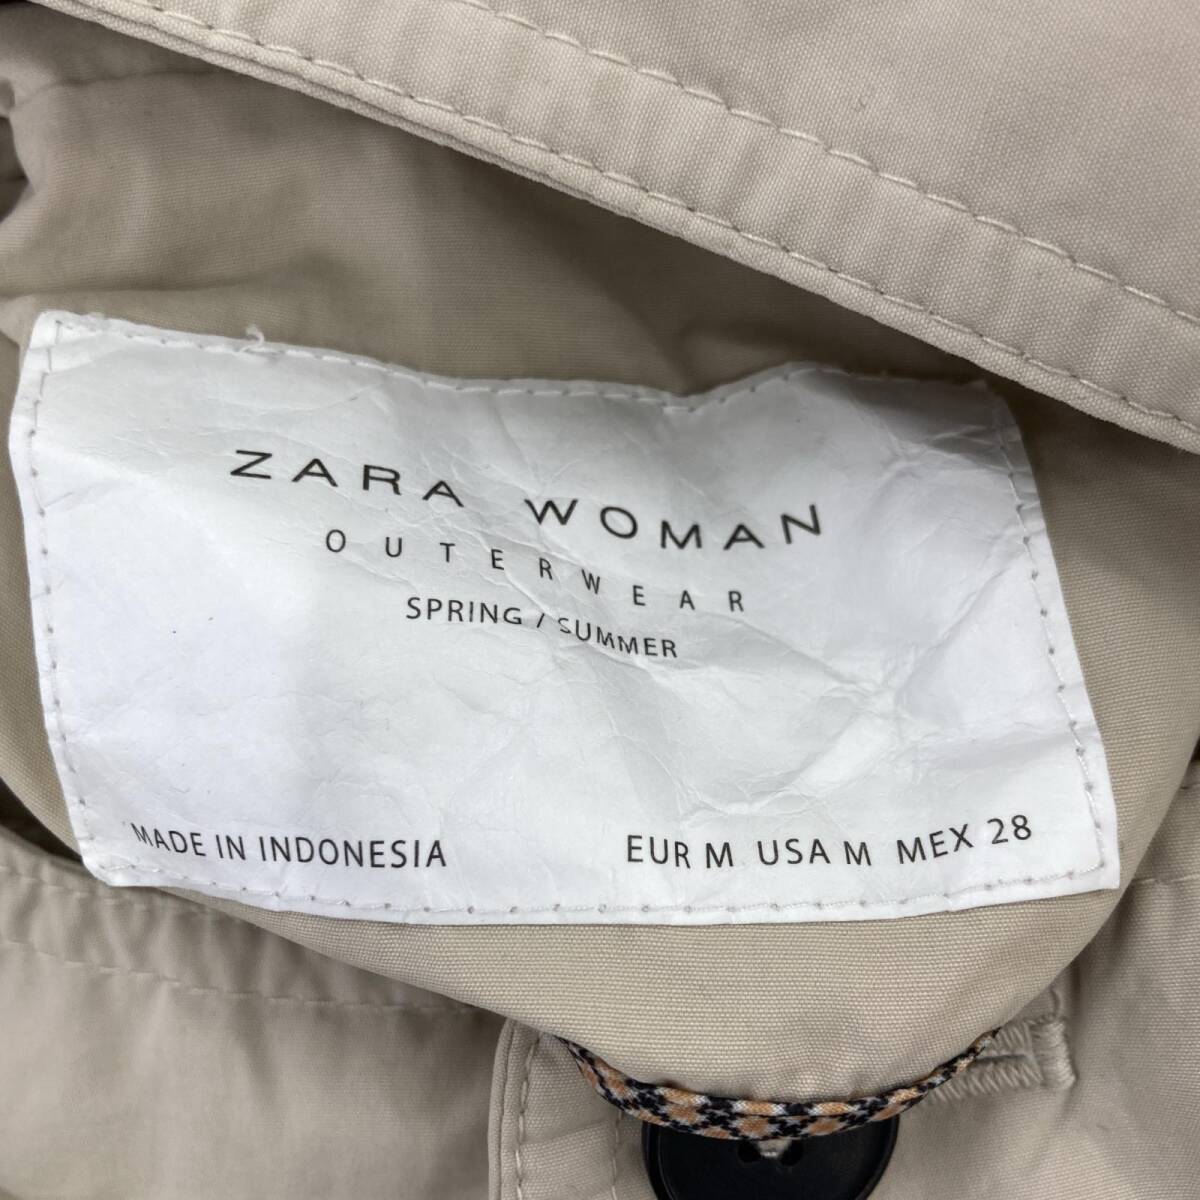 ZARA WOMAN
OUTERWEAR
SPRING / SUMMER
MADE IN INDONESIA
EUR M USA M MEX 28